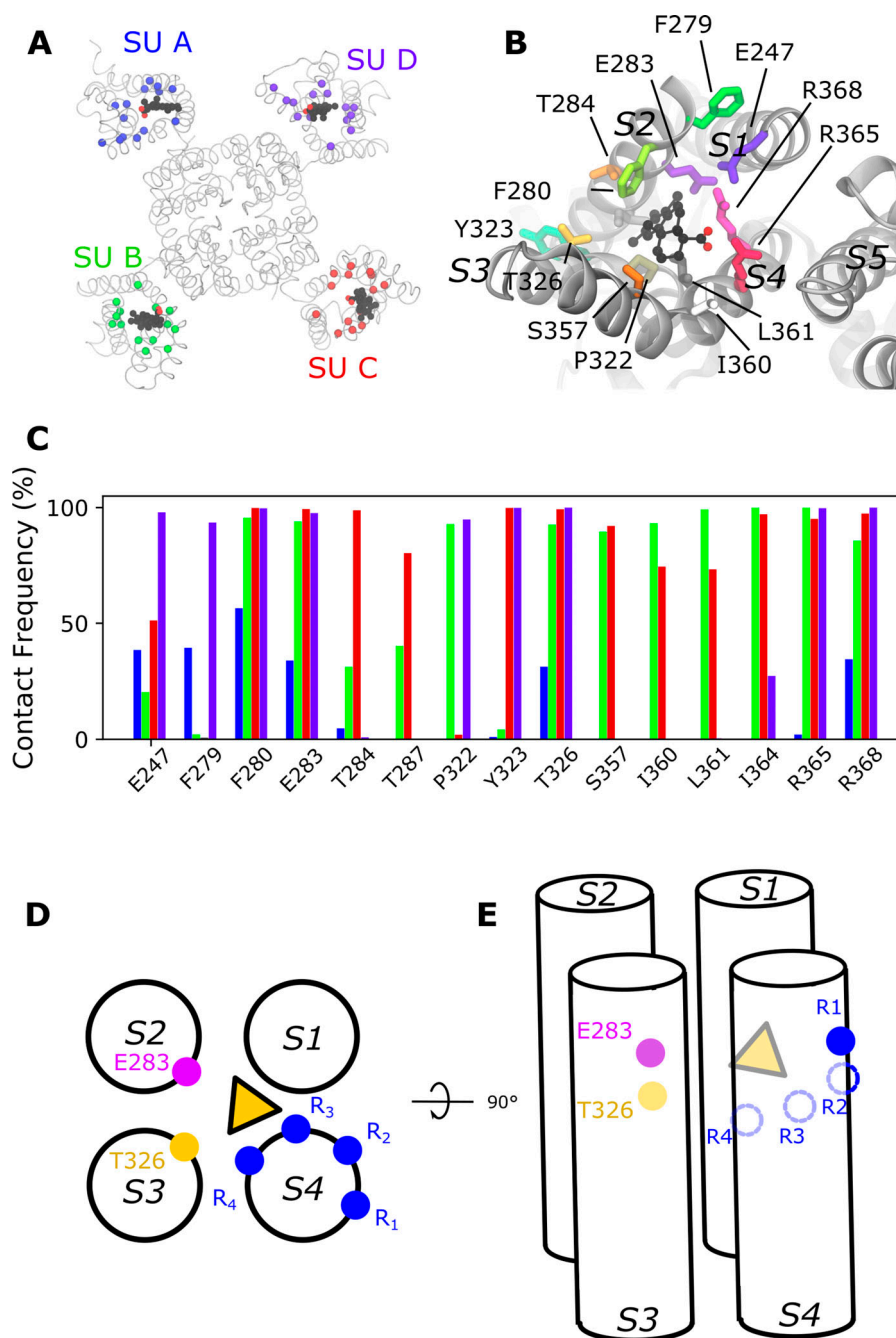 A
SU A
SU D
SU B
SU C
B
F279
E283
E247
T284
R368
S2
S1
R365
F280
Y323
S3
S4
S5
T326
S357
L361
P322
I360
C
Contact Frequency (%)
100
50
0
E247
F279
F280
E283
T284
T287
P322
Y323
T326
S357
I360
L361
I364
R365
R368
D
S2
S1
E283
R3
R2
T326
S3
R4
S4
R1
90°
E
S2
S1
R1
E283
T326
R2
R3
R4
S3
S4